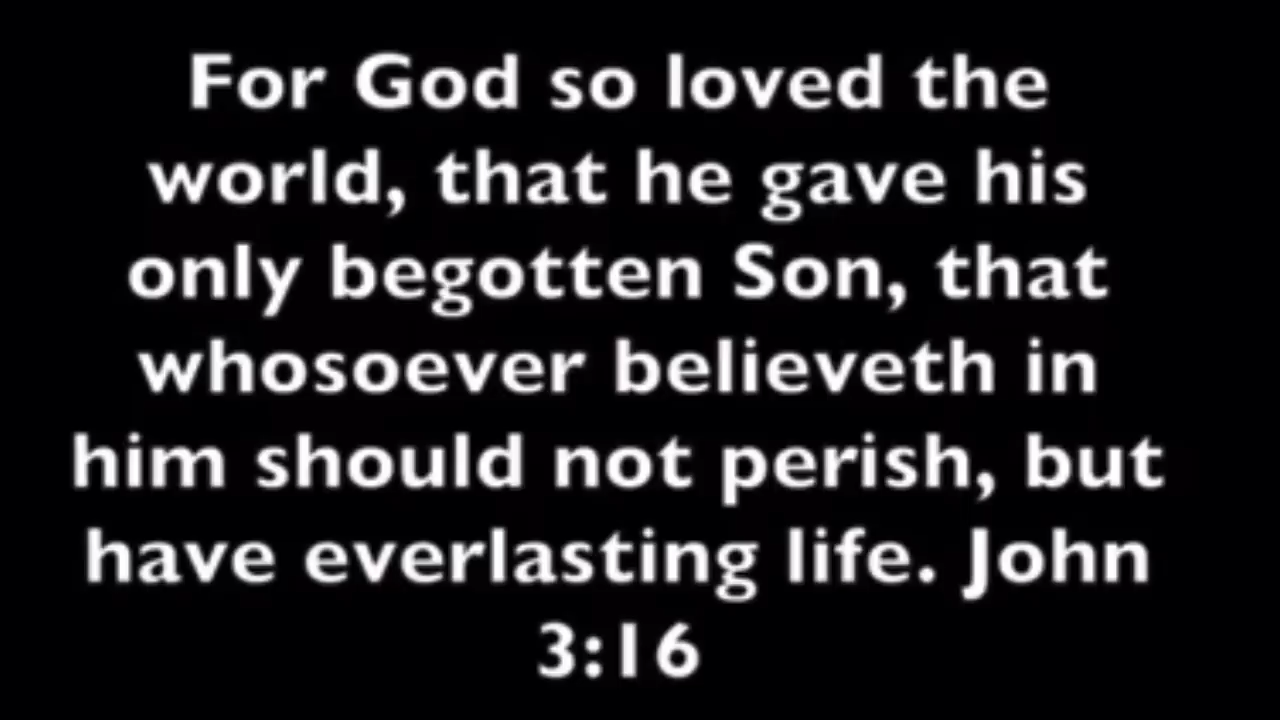 For God so loved the
world, that he gave his
only begotten Son, that
whosoever believeth in
him should not perish, but
have everlasting life. John
3:16